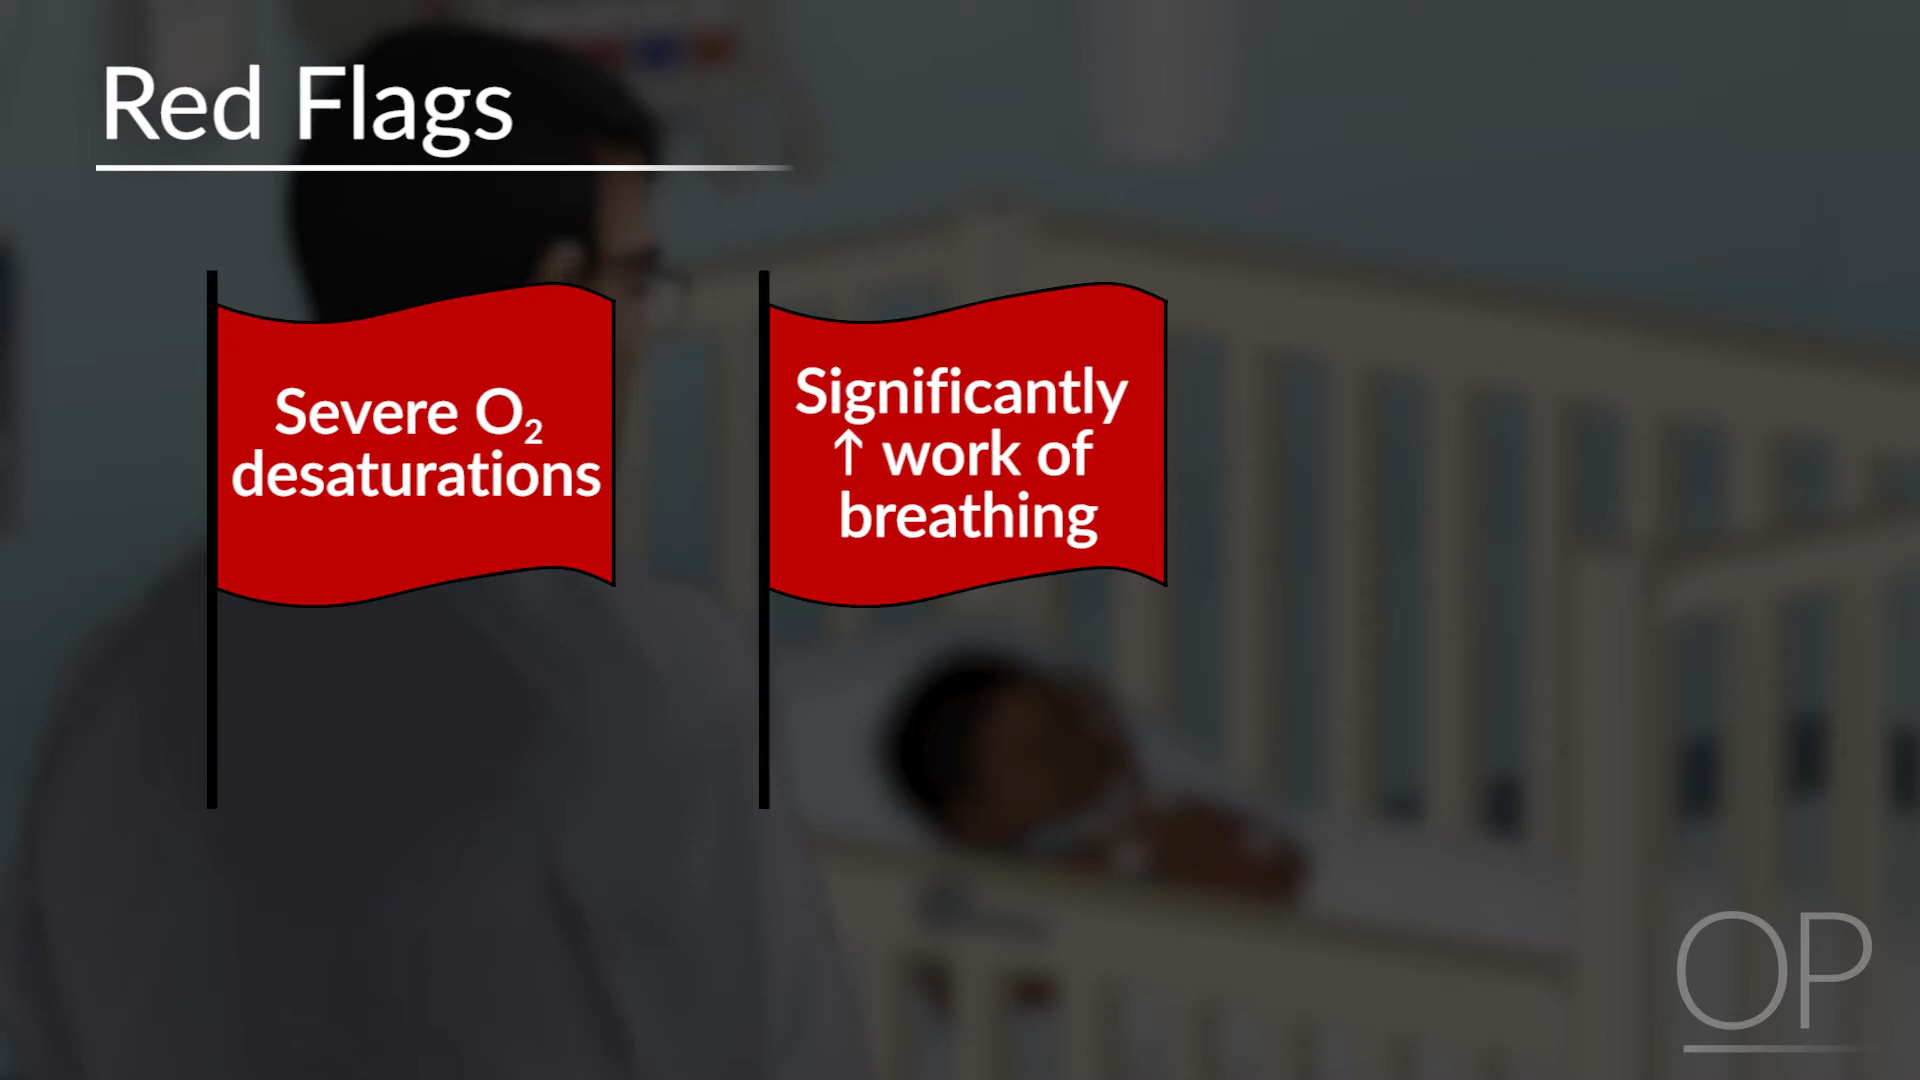 Red Flags
Severe O₂
desaturations
Significantly
↑ work of
breathing
OP